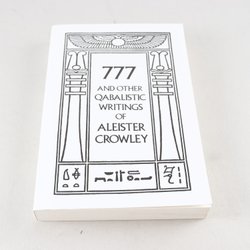 777
AND OTHER
QABALISTIC
WRITINGS
OF
ALEISTER
CROWLEY